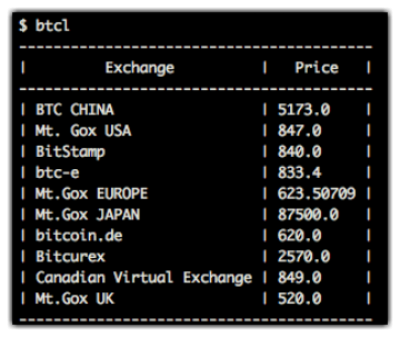 $ btcl
----------------------------------------
|         Exchange          |   Price   |
----------------------------------------
| BTC CHINA                 | 5173.0    |
| Mt. Gox USA               | 847.0     |
| BitStamp                  | 840.0     |
| btc-e                     | 833.4     |
| Mt.Gox EUROPE             | 623.50709 |
| Mt.Gox JAPAN              | 87500.0   |
| bitcoin.de                | 620.0     |
| Bitcurex                  | 2570.0    |
| Canadian Virtual Exchange | 849.0     |
| Mt.Gox UK                 | 520.0     |
----------------------------------------